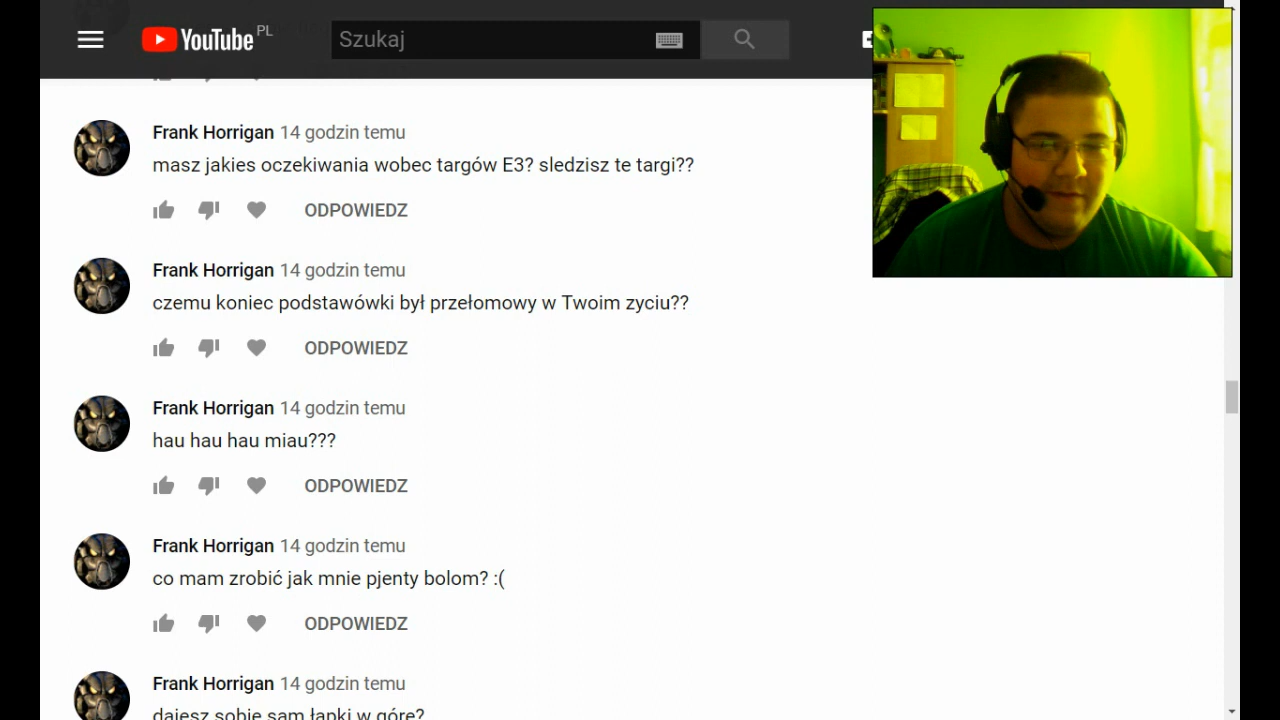 YouTube PL
Szukaj
Frank Horrigan 14 godzin temu
masz jakies oczekiwania wobec targów E3? sledzisz te targi??
ODPOWIEDZ
Frank Horrigan 14 godzin temu
czemu koniec podstawówki był przełomowy w Twoim zyciu??
ODPOWIEDZ
Frank Horrigan 14 godzin temu
hau hau hau miau???
ODPOWIEDZ
Frank Horrigan 14 godzin temu
co mam zrobić jak mnie pjenty bolom? :(
ODPOWIEDZ
Frank Horrigan 14 godzin temu
dajesz sobie sam łapki w górę?